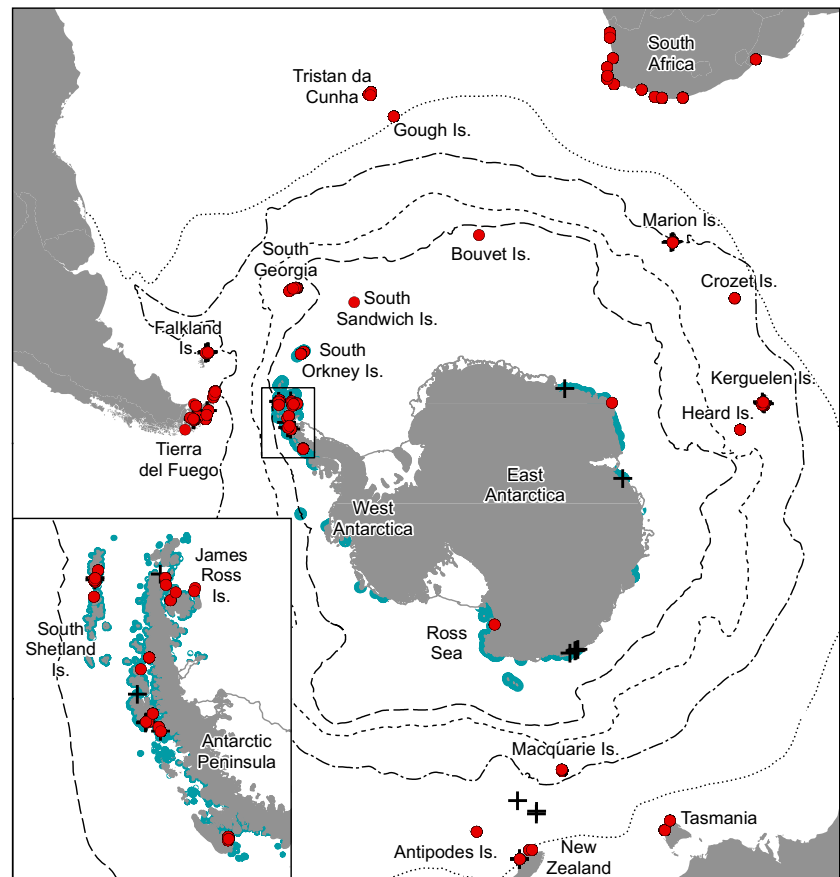 South
Africa
Tristan da
Cunha
Gough Is.
Marion Is.
Bouvet Is.
South
Georgia
Crozet Is.
South
Sandwich Is.
Falkland
Is.
South
Orkney Is.
Kerguelen Is.
Heard Is.
Tierra
del Fuego
East
Antarctica
West
Antarctica
James
Ross
Is.
South
Shetland
Is.
Ross
Sea
Antarctic
Peninsula
Macquarie Is.
Tasmania
Antipodes Is.
New
Zealand